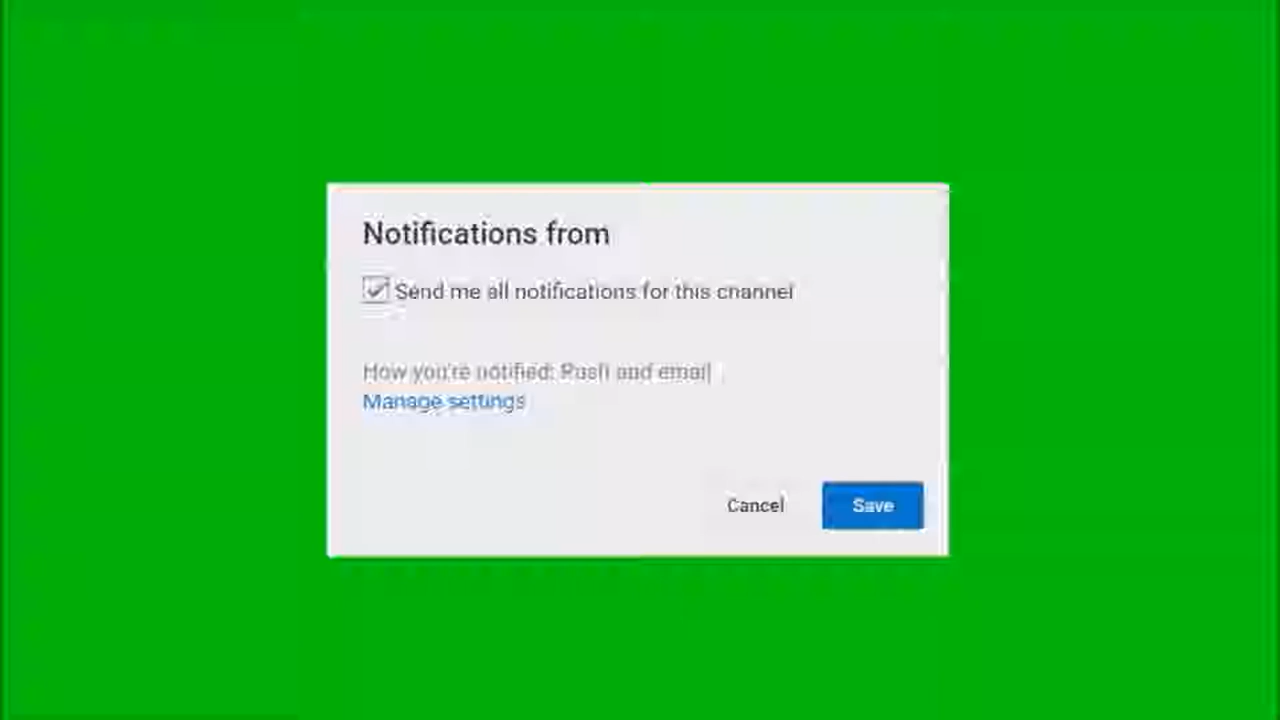 Notifications from
Send me all notifications for this channel
How you're notified: Push and email
Manage settings
Cancel
Save